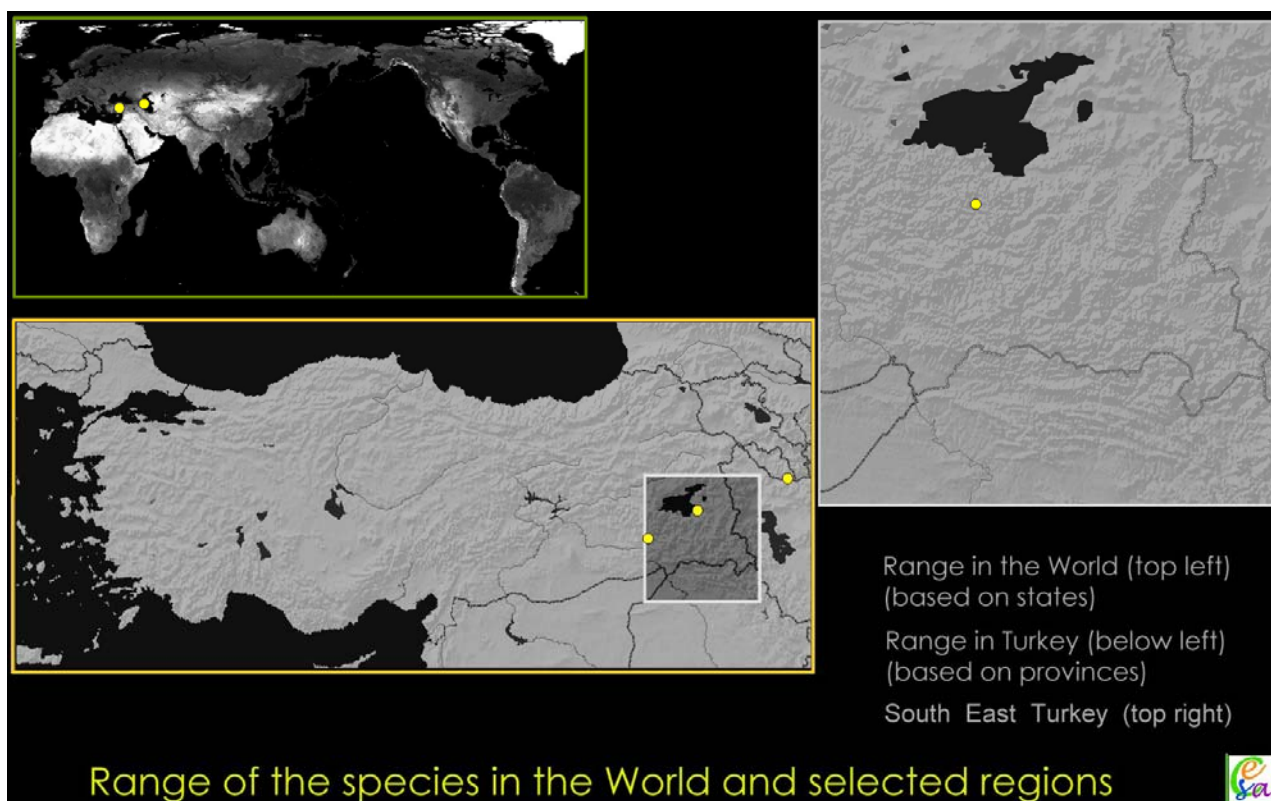 Range in the World (top left)
(based on states)
Range in Turkey (below left)
(based on provinces)
South East Turkey (top right)
Range of the species in the World and selected regions
Cesa